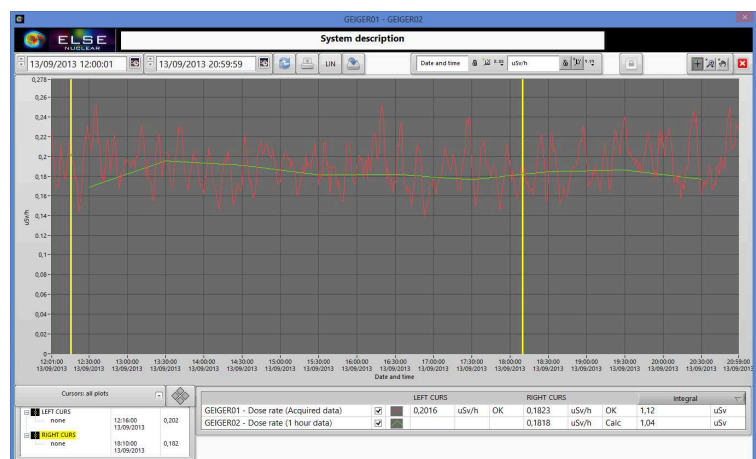 GEIGER01 - GEIGER02
ELSE
NUCLEAR
System description
13/09/2013 12:00:01 13/09/2013 20:59:59 LIN Date and time uSv/h
0,278
0,26
0,24
0,22
0,2
0,18
0,16
0,14
0,12
0,1
0,08
0,06
0,04
0,02
0
uSv/h
12:01:00 12:30:00 13:00:00 13:30:00 14:00:00 14:30:00 15:00:00 15:30:00 16:00:00 16:30:00 17:00:00 17:30:00 18:00:00 18:30:00 19:00:00 19:30:00 20:00:00 20:30:00 20:59:00
13/09/2013 13/09/2013 13/09/2013 13/09/2013 13/09/2013 13/09/2013 13/09/2013 13/09/2013 13/09/2013 13/09/2013 13/09/2013 13/09/2013 13/09/2013 13/09/2013 13/09/2013 13/09/2013 13/09/2013 13/09/2013 13/09/2013
Date and time
Cursors: all plots
LEFT CURS
none 12:16:00 0,202
13/09/2013
RIGHT CURS
none 18:10:00 0,182
13/09/2013
LEFT CURS RIGHT CURS Integral
GEIGER01 - Dose rate (Acquired data) 0,2016 uSv/h OK 0,1823 uSv/h OK 1,12 uSv
GEIGER02 - Dose rate (1 hour data) 0,1818 uSv/h Calc 1,04 uSv